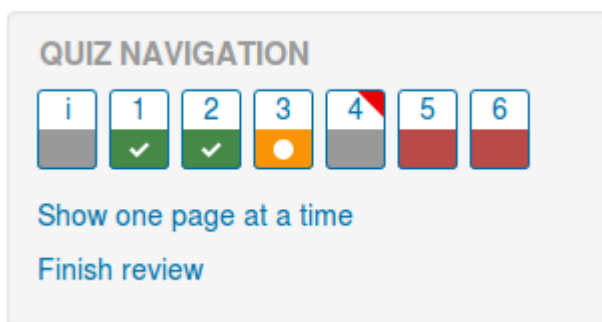 QUIZ NAVIGATION
i 1 2 3 4 5 6
Show one page at a time
Finish review